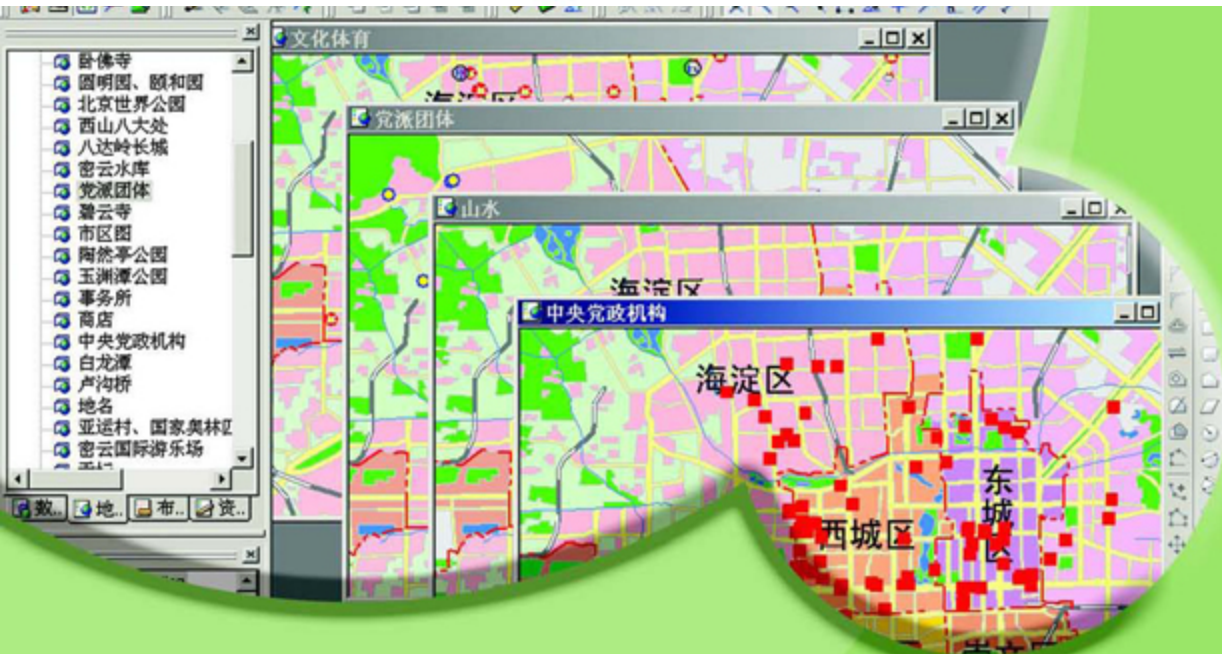 卧佛寺
圆明园、颐和园
北京世界公园
西山八大处
八达岭长城
密云水库
党派团体
碧云寺
市区图
陶然亭公园
玉渊潭公园
事务所
商店
中央党政机构
白龙潭
卢沟桥
地名
亚运村、国家奥林匹
密云国际游乐场
数.. 地.. 布.. 资..
文化体育
海淀区
党派团体
山水
海淀区
中央党政机构
海淀区
东城区
西城区
崇文区